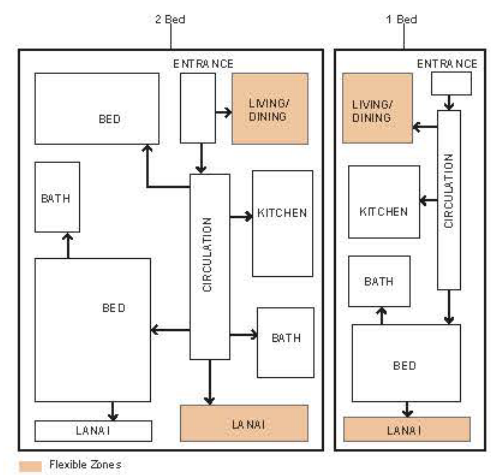 2 Bed
1 Bed
ENTRANCE
LIVING/
DINING
BED
BATH
CIRCULATION
KITCHEN
BED
BATH
LANAI
LANAI
ENTRANCE
LIVING/
DINING
CIRCULATION
KITCHEN
BATH
BED
LANAI
Flexible Zones